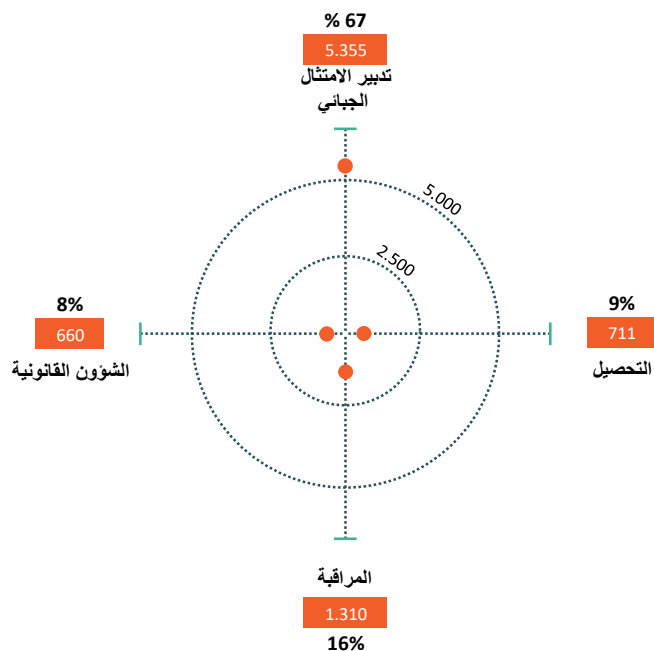 % 67
5.355
تدبير الامتثال
الجبائي
5.000
2.500
9%
711
التحصيل
8%
660
الشؤون القانونية
المراقبة
1.310
16%